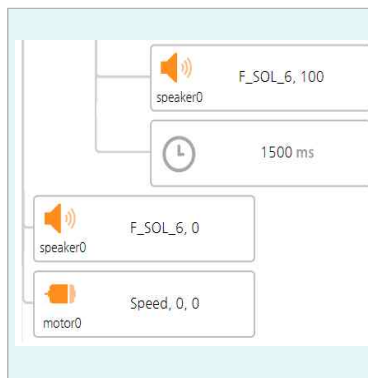 F_SOL_6, 100
speaker0
1500 ms
F_SOL_6, 0
speaker0
Speed, 0, 0
motor0